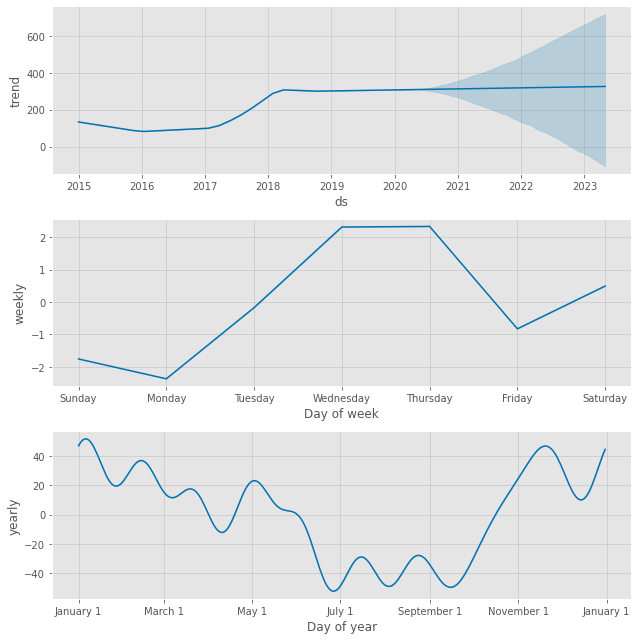 600
400
200
0
trend
2015 2016 2017 2018 2019 2020 2021 2022 2023
ds
2
1
0
−1
−2
weekly
Sunday Monday Tuesday Wednesday Thursday Friday Saturday
Day of week
40
20
0
−20
−40
yearly
January 1 March 1 May 1 July 1 September 1 November 1 January 1
Day of year